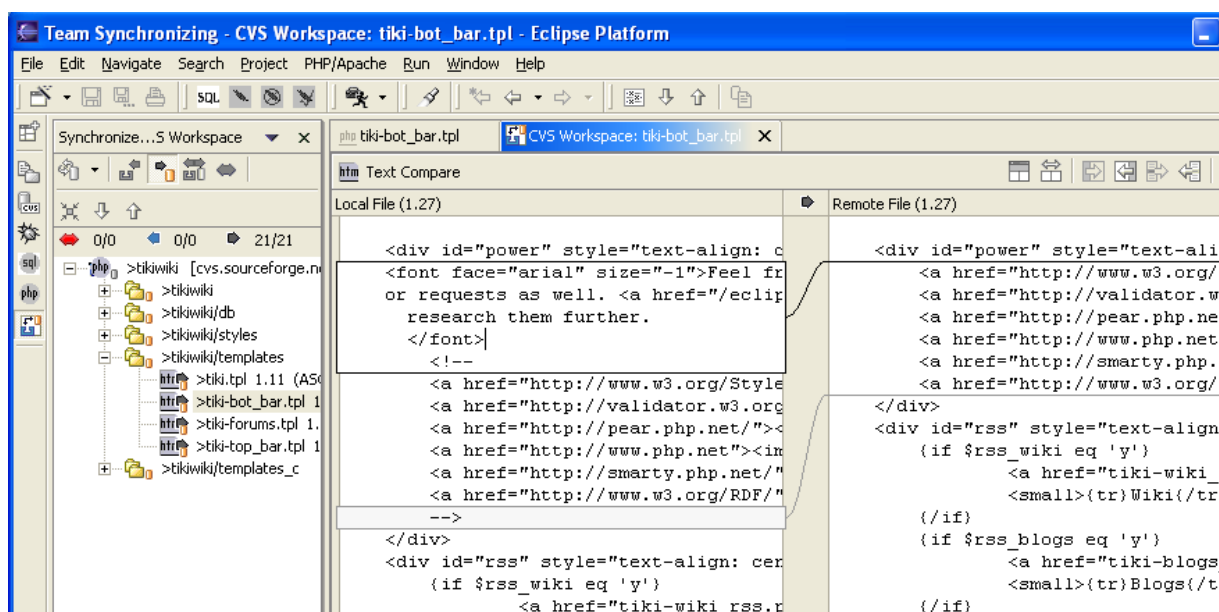 Team Synchronizing - CVS Workspace: tiki-bot_bar.tpl - Eclipse Platform
File Edit Navigate Search Project PHP/Apache Run Window Help
SQL
Synchronize...S Workspace
php tiki-bot_bar.tpl
CVS Workspace: tiki-bot_bar.tpl
htm Text Compare
Local File (1.27)
Remote File (1.27)
CVS
sql
php
0/0 0/0 21/21
php >tikiwiki [cvs.sourceforge.n
>tikiwiki
>tikiwiki/db
>tikiwiki/styles
>tikiwiki/templates
>tiki.tpl 1.11 (AS
>tiki-bot_bar.tpl 1
>tiki-forums.tpl 1.
>tiki-top_bar.tpl 1
>tikiwiki/templates_c
<div id="power" style="text-align: c
<font face="arial" size="-1">Feel fr
or requests as well. <a href="/eclip
research them further.
</font>
<!--
<a href="http://www.w3.org/Style
<a href="http://validator.w3.org
<a href="http://pear.php.net/"><
<a href="http://www.php.net"><im
<a href="http://smarty.php.net/"
<a href="http://www.w3.org/RDF/"
-->
</div>
<div id="rss" style="text-align: cen
{if $rss_wiki eq 'y'}
<a href="tiki-wiki_rss.p
<div id="power" style="text-ali
<a href="http://www.w3.org/
<a href="http://validator.w
<a href="http://pear.php.ne
<a href="http://www.php.net
<a href="http://smarty.php.
<a href="http://www.w3.org/
</div>
<div id="rss" style="text-align
{if $rss_wiki eq 'y'}
<a href="tiki-wiki_
<small>{tr}Wiki{/tr
{/if}
{if $rss_blogs eq 'y'}
<a href="tiki-blogs
<small>{tr}Blogs{/t
{/if}